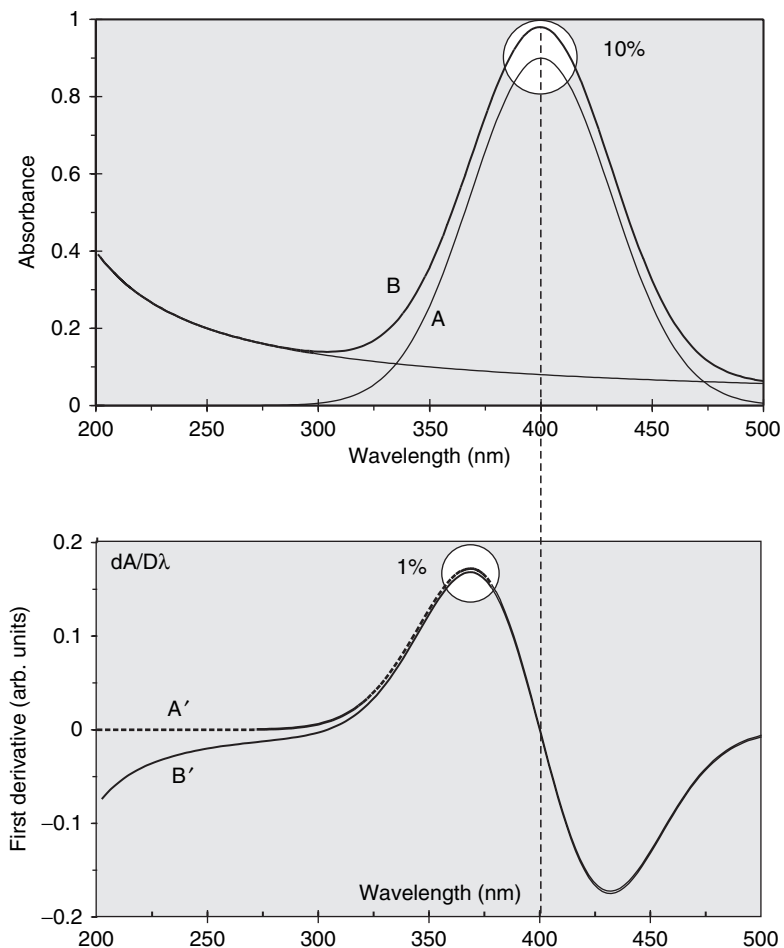 1
10%
0.8
0.6
Absorbance
0.4
B
A
0.2
0
200 250 300 350 400 450 500
Wavelength (nm)
0.2
dA/Dλ
1%
0.1
First derivative (arb. units)
A′
0
B′
−0.1
Wavelength (nm)
−0.2
200 250 300 350 400 450 500